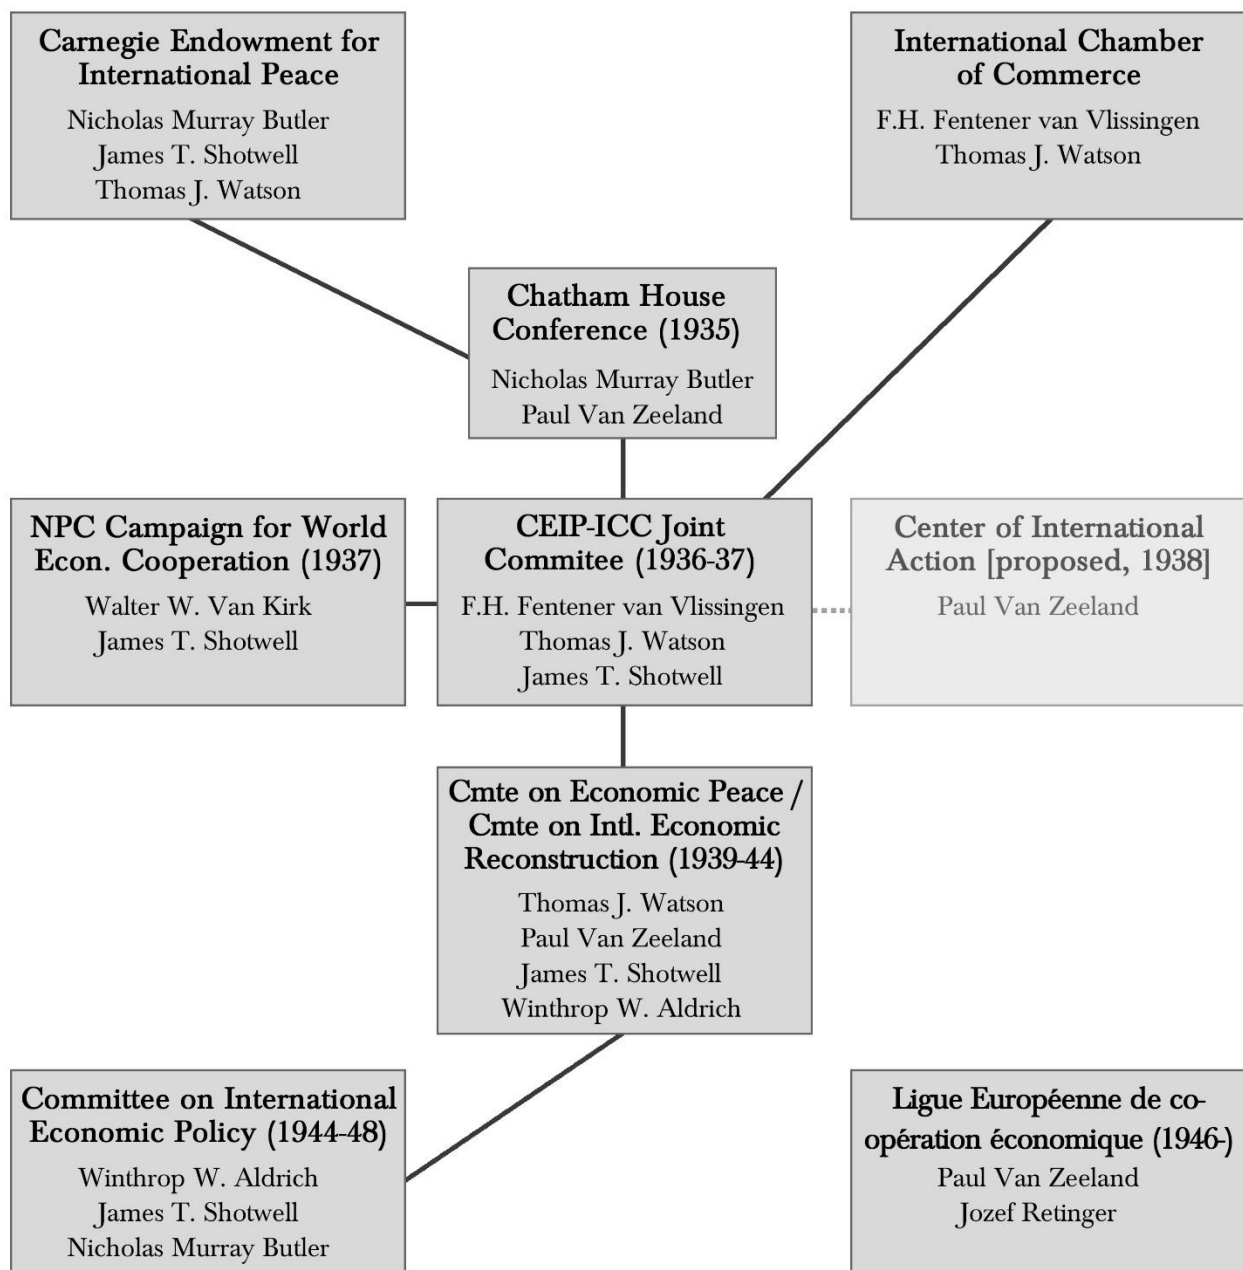 Carnegie Endowment for
International Peace
Nicholas Murray Butler
James T. Shotwell
Thomas J. Watson
International Chamber
of Commerce
F.H. Fentener van Vlissingen
Thomas J. Watson
Chatham House
Conference (1935)
Nicholas Murray Butler
Paul Van Zeeland
NPC Campaign for World
Econ. Cooperation (1937)
Walter W. Van Kirk
James T. Shotwell
CEIP-ICC Joint
Commitee (1936-37)
F.H. Fentener van Vlissingen
Thomas J. Watson
James T. Shotwell
Center of International
Action [proposed, 1938]
Paul Van Zeeland
Cmte on Economic Peace /
Cmte on Intl. Economic
Reconstruction (1939-44)
Thomas J. Watson
Paul Van Zeeland
James T. Shotwell
Winthrop W. Aldrich
Committee on International
Economic Policy (1944-48)
Winthrop W. Aldrich
James T. Shotwell
Nicholas Murray Butler
Ligue Européenne de co-
opération économique (1946-)
Paul Van Zeeland
Jozef Retinger